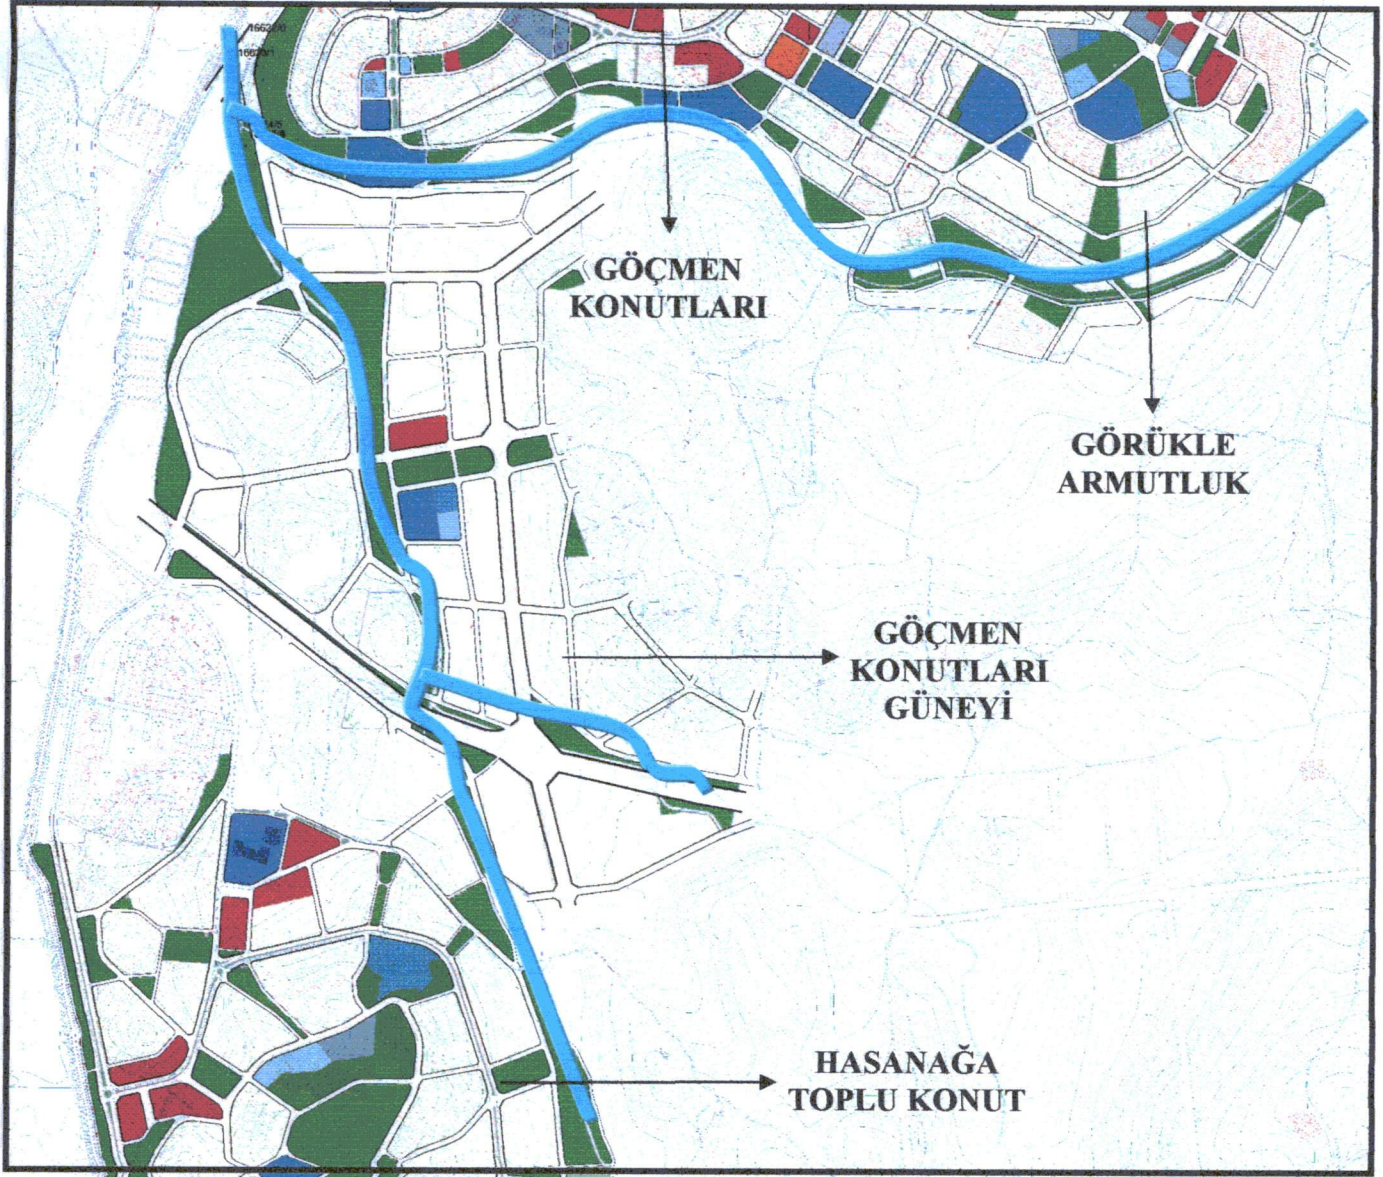 GÖÇMEN
KONUTLARI
GÖRÜKLE
ARMUTLUK
GÖÇMEN
KONUTLARI
GÜNEYİ
HASANAĞA
TOPLU KONUT